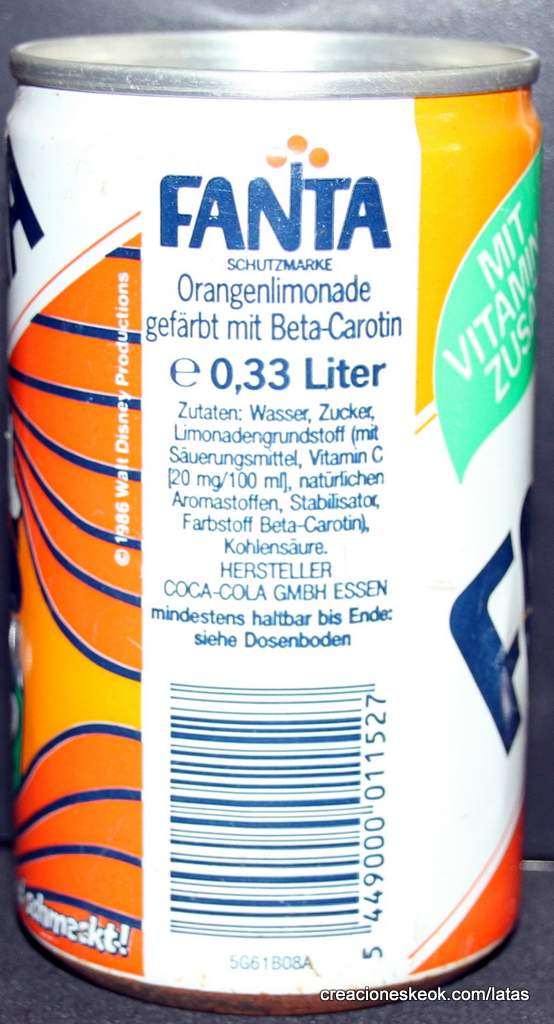 FANTA
SCHUTZMARKE
Orangenlimonade
gefärbt mit Beta-Carotin
℮ 0,33 Liter
Zutaten: Wasser, Zucker,
Limonadengrundstoff (mit
Säuerungsmittel, Vitamin C
[20 mg/100 ml], natürlichen
Aromastoffen, Stabilisator,
Farbstoff Beta-Carotin),
Kohlensäure.
HERSTELLER
COCA-COLA GMBH ESSEN
mindestens haltbar bis Ende:
siehe Dosenboden
5 449000 011527
5G61B08A
© 1986 Walt Disney Productions
schmeckt!
MIT
VITAMIN
creacioneskeok.com/latas